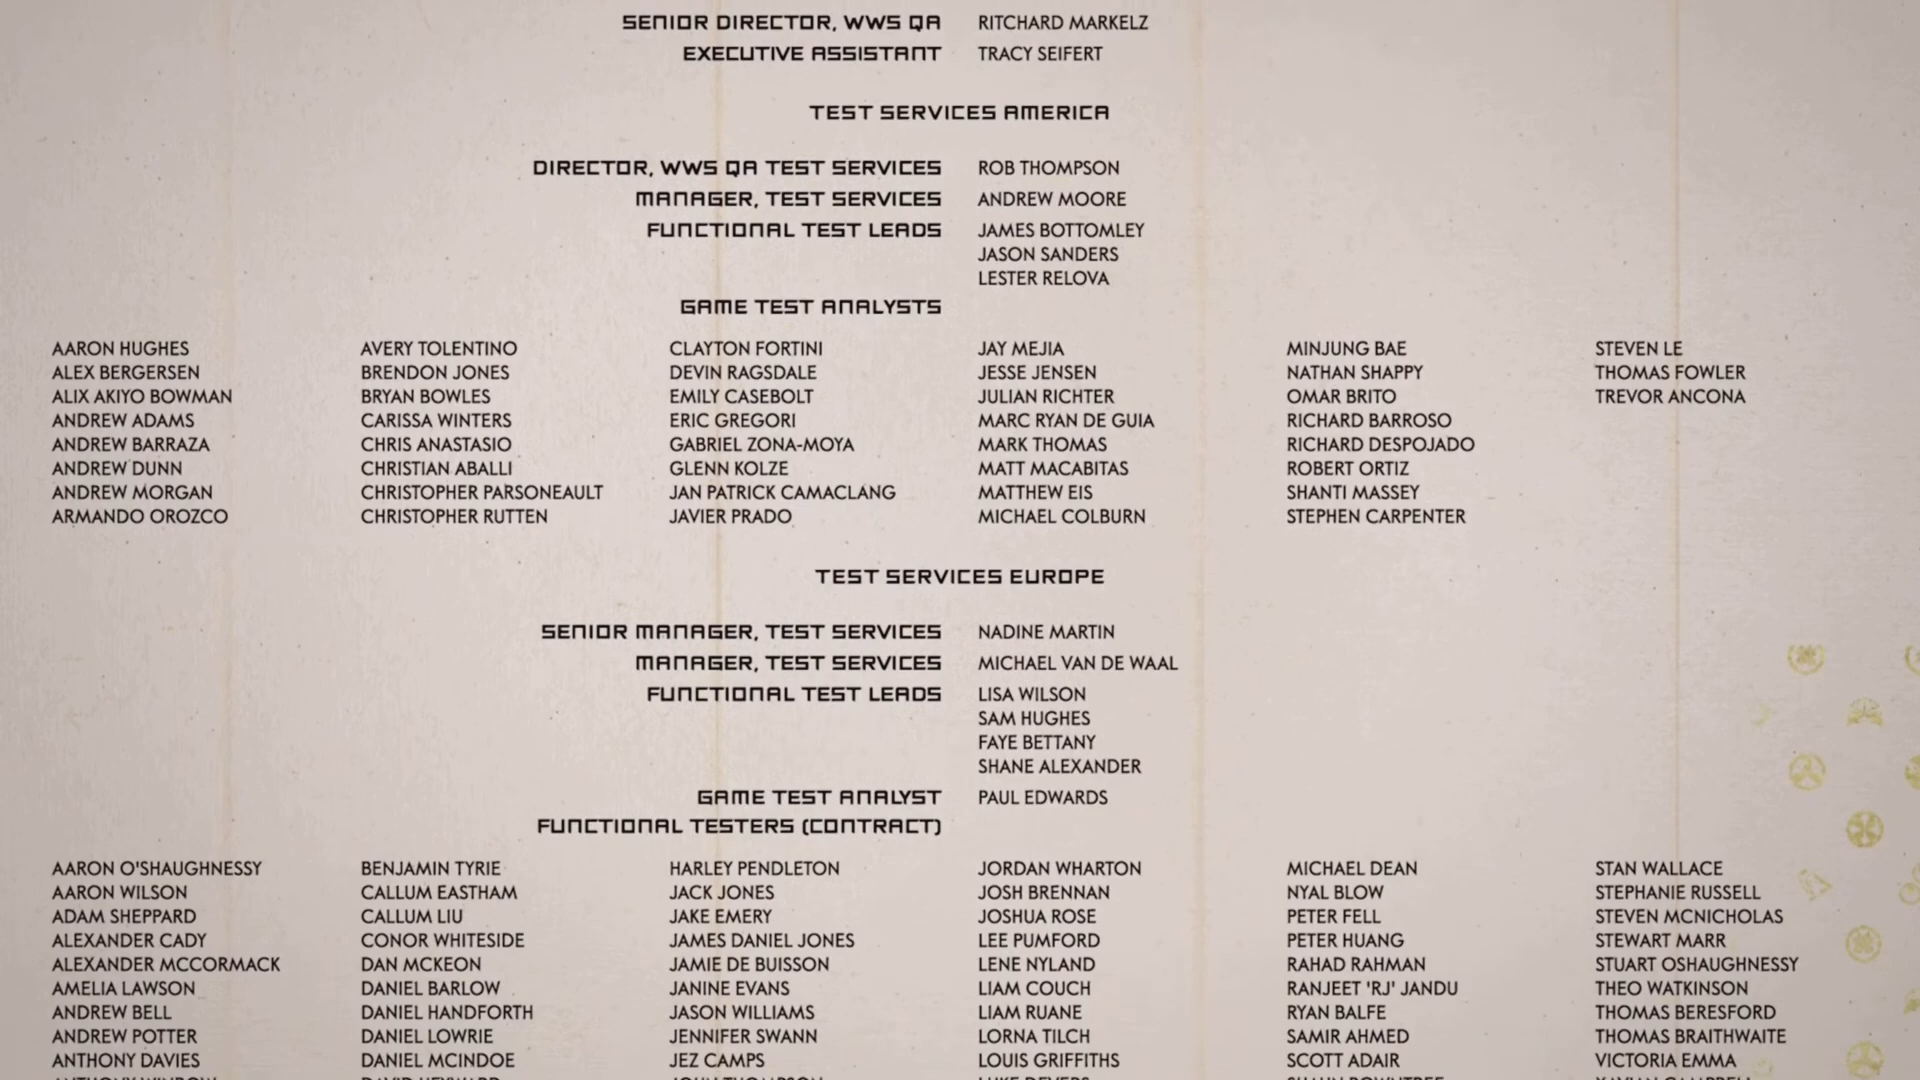 SENIOR DIRECTOR, WWS QA RITCHARD MARKELZ
EXECUTIVE ASSISTANT TRACY SEIFERT
TEST SERVICES AMERICA
DIRECTOR, WWS QA TEST SERVICES ROB THOMPSON
MANAGER, TEST SERVICES ANDREW MOORE
FUNCTIONAL TEST LEADS JAMES BOTTOMLEY
JASON SANDERS
LESTER RELOVA
GAME TEST ANALYSTS
AARON HUGHES AVERY TOLENTINO CLAYTON FORTINI JAY MEJIA MINJUNG BAE STEVEN LE
ALEX BERGERSEN BRENDON JONES DEVIN RAGSDALE JESSE JENSEN NATHAN SHAPPY THOMAS FOWLER
ALIX AKIYO BOWMAN BRYAN BOWLES EMILY CASEBOLT JULIAN RICHTER OMAR BRITO TREVOR ANCONA
ANDREW ADAMS CARISSA WINTERS ERIC GREGORI MARC RYAN DE GUIA RICHARD BARROSO
ANDREW BARRAZA CHRIS ANASTASIO GABRIEL ZONA-MOYA MARK THOMAS RICHARD DESPOJADO
ANDREW DUNN CHRISTIAN ABALLI GLENN KOLZE MATT MACABITAS ROBERT ORTIZ
ANDREW MORGAN CHRISTOPHER PARSONEAULT JAN PATRICK CAMACLANG MATTHEW EIS SHANTI MASSEY
ARMANDO OROZCO CHRISTOPHER RUTTEN JAVIER PRADO MICHAEL COLBURN STEPHEN CARPENTER
TEST SERVICES EUROPE
SENIOR MANAGER, TEST SERVICES NADINE MARTIN
MANAGER, TEST SERVICES MICHAEL VAN DE WAAL
FUNCTIONAL TEST LEADS LISA WILSON
SAM HUGHES
FAYE BETTANY
SHANE ALEXANDER
GAME TEST ANALYST PAUL EDWARDS
FUNCTIONAL TESTERS (CONTRACT)
AARON O'SHAUGHNESSY BENJAMIN TYRIE HARLEY PENDLETON JORDAN WHARTON MICHAEL DEAN STAN WALLACE
AARON WILSON CALLUM EASTHAM JACK JONES JOSH BRENNAN NYAL BLOW STEPHANIE RUSSELL
ADAM SHEPPARD CALLUM LIU JAKE EMERY JOSHUA ROSE PETER FELL STEVEN MCNICHOLAS
ALEXANDER CADY CONOR WHITESIDE JAMES DANIEL JONES LEE PUMFORD PETER HUANG STEWART MARR
ALEXANDER MCCORMACK DAN MCKEON JAMIE DE BUISSON LENE NYLAND RAHAD RAHMAN STUART OSHAUGHNESSY
AMELIA LAWSON DANIEL BARLOW JANINE EVANS LIAM COUCH RANJEET 'RJ' JANDU THEO WATKINSON
ANDREW BELL DANIEL HANDFORTH JASON WILLIAMS LIAM RUANE RYAN BALFE THOMAS BERESFORD
ANDREW POTTER DANIEL LOWRIE JENNIFER SWANN LORNA TILCH SAMIR AHMED THOMAS BRAITHWAITE
ANTHONY DAVIES DANIEL MCINDOE JEZ CAMPS LOUIS GRIFFITHS SCOTT ADAIR VICTORIA EMMA